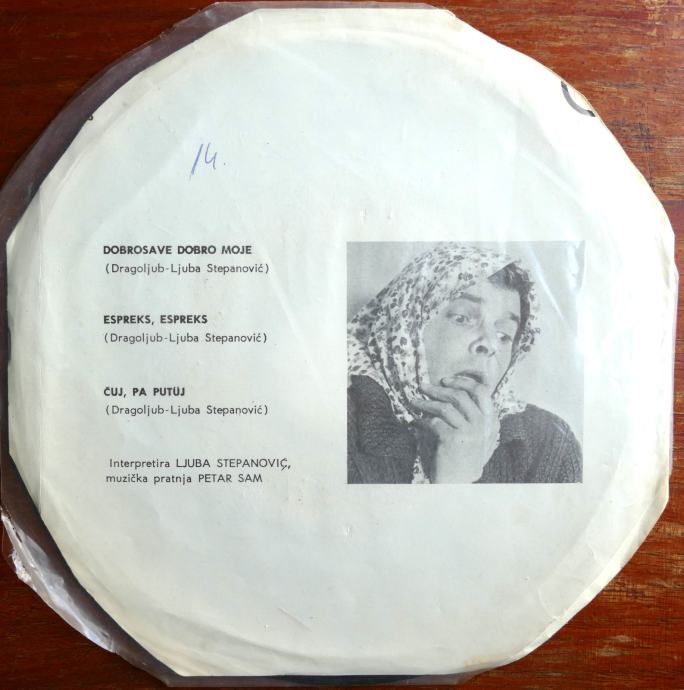 14.
DOBROSAVE DOBRO MOJE
(Dragoljub-Ljuba Stepanović)
ESPREKS, ESPREKS
(Dragoljub-Ljuba Stepanović)
ČUJ, PA PUTÜJ
(Dragoljub-Ljuba Stepanović)
Interpretira LJUBA STEPANOVIĆ,
muzička pratnja PETAR SAM